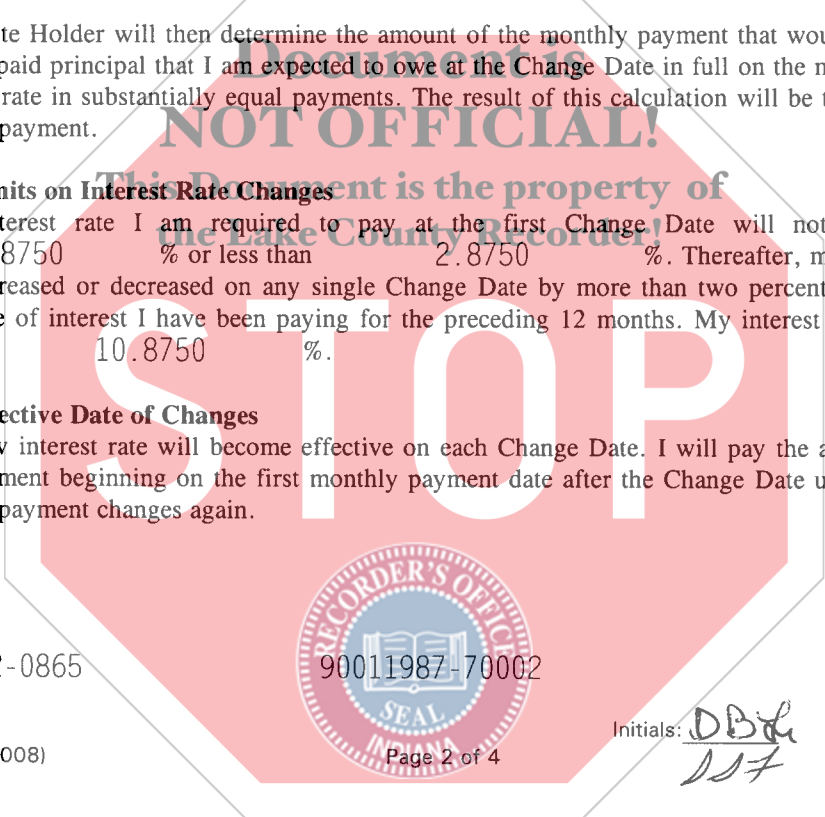 te Holder will then determine the amount of the monthly payment that wou
paid principal that I am expected to owe at the Change Date in full on the
rate in substantially equal payments. The result of this calculation will be
payment.
Document is
NOT OFFICIAL!
This Document is the property of
the Lake County Recorder!
its on Interest Rate Changes
terest rate I am required to pay at the first Change Date will not
8750 % or less than 2.8750 %. Thereafter, m
reased or decreased on any single Change Date by more than two percent
e of interest I have been paying for the preceding 12 months. My interest
10.8750 %.
STOP
ective Date of Changes
interest rate will become effective on each Change Date. I will pay the a
ment beginning on the first monthly payment date after the Change Date u
payment changes again.
RECORDER'S OFFICE
SEAL
INDIANA
-0865 90011987-70002
Initials:
008) Page 2 of 4